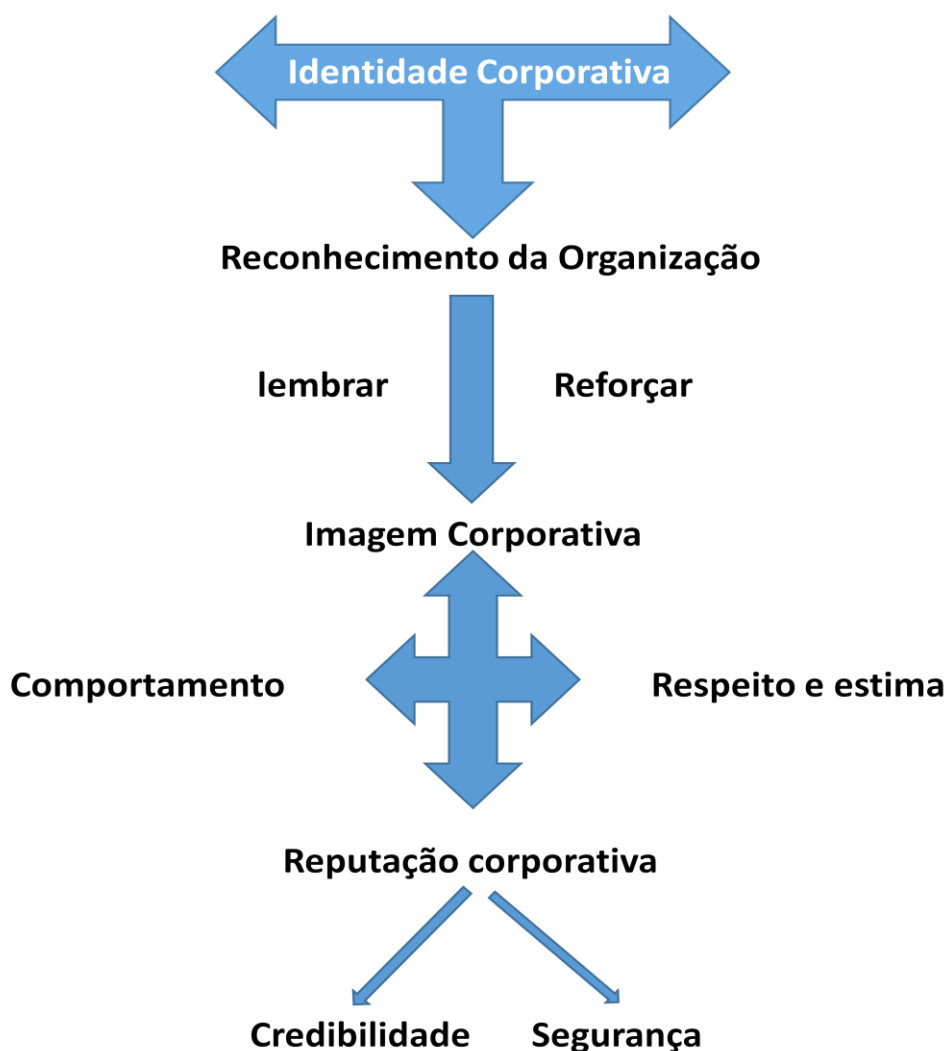 Identidade Corporativa
Reconhecimento da Organização
lembrar Reforçar
Imagem Corporativa
Comportamento Respeito e estima
Reputação corporativa
Credibilidade Segurança